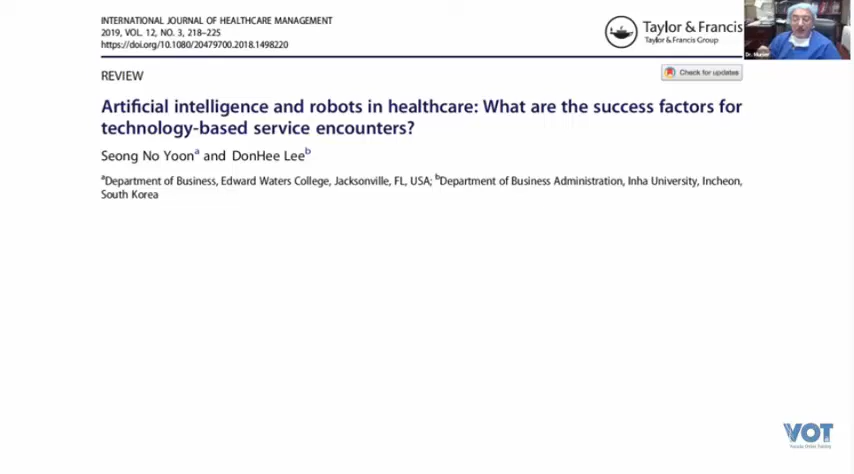 INTERNATIONAL JOURNAL OF HEALTHCARE MANAGEMENT
2019, VOL. 12, NO. 3, 218–225
https://doi.org/10.1080/20479700.2018.1498220
Taylor & Francis
Taylor & Francis Group
REVIEW
Check for updates
Artificial intelligence and robots in healthcare: What are the success factors for
technology-based service encounters?
Seong No Yoonᵃ and DonHee Leeᵇ
ᵃDepartment of Business, Edward Waters College, Jacksonville, FL, USA; ᵇDepartment of Business Administration, Inha University, Incheon,
South Korea
VOT